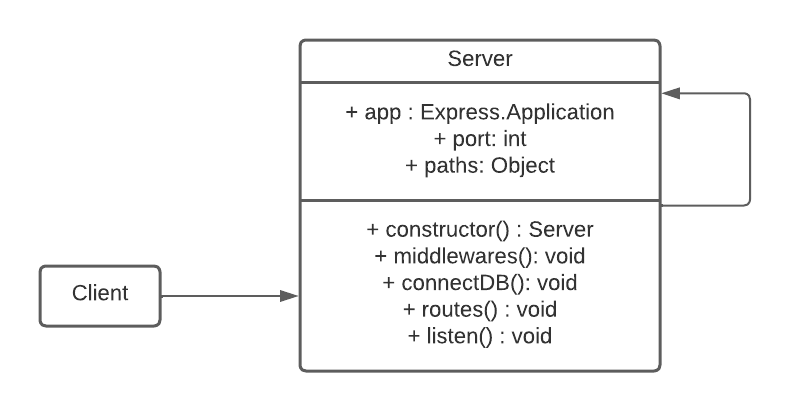 Server
+ app : Express.Application
+ port: int
+ paths: Object
+ constructor() : Server
+ middlewares(): void
+ connectDB(): void
+ routes() : void
+ listen() : void
Client